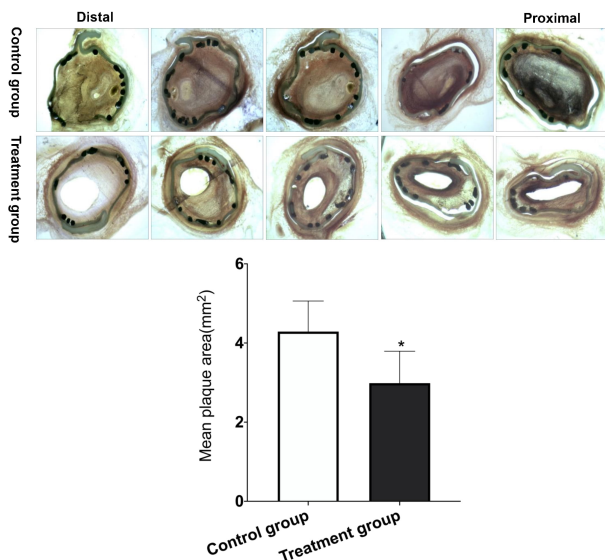 Distal
Proximal
Control group
Treatment group
Mean plaque area(mm²)
6
4
2
0
*
Control group
Treatment group